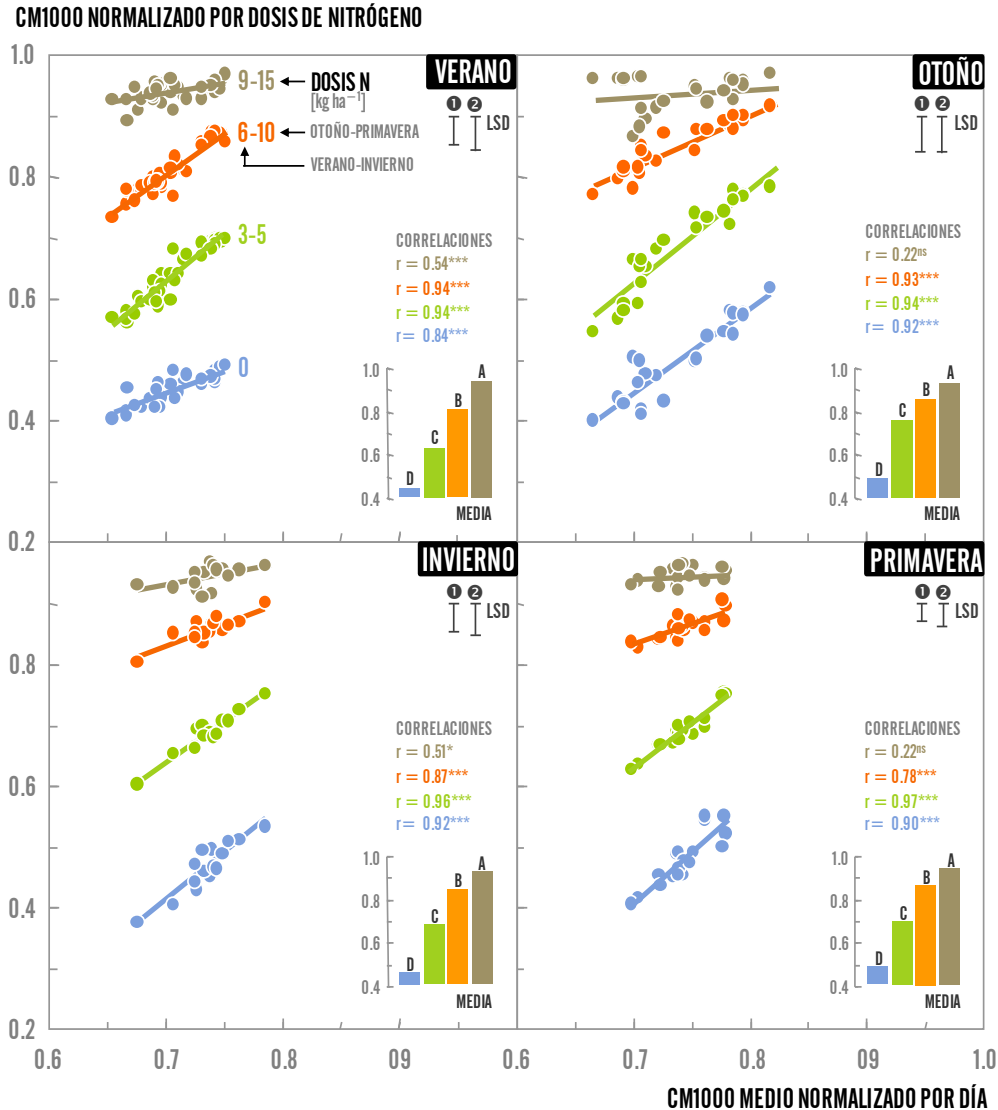 CM1000 NORMALIZADO POR DOSIS DE NITRÓGENO
1.0
0.8
0.6
0.4
0.2
VERANO
9-15
DOSIS N
[kg ha⁻¹]
6-10
OTOÑO-PRIMAVERA
VERANO-INVIERNO
3-5
0
❶ ❷
LSD
CORRELACIONES
r = 0.54***
r = 0.94***
r = 0.94***
r = 0.84***
1.0
0.8
0.6
0.4
D
C
B
A
MEDIA
OTOÑO
❶ ❷
LSD
CORRELACIONES
r = 0.22ⁿˢ
r = 0.93***
r = 0.94***
r = 0.92***
1.0
0.8
0.6
0.4
D
C
B
A
MEDIA
0.8
0.6
0.4
0.2
INVIERNO
CORRELACIONES
r = 0.51*
r = 0.87***
r = 0.96***
r = 0.92***
❶ ❷
LSD
1.0
0.8
0.6
0.4
D
C
B
A
MEDIA
PRIMAVERA
❶ ❷
LSD
CORRELACIONES
r = 0.22ⁿˢ
r = 0.78***
r = 0.97***
r = 0.90***
1.0
0.8
0.6
0.4
D
C
B
A
MEDIA
0.6 0.7 0.8 09 0.6 0.7 0.8 09 1.0
CM1000 MEDIO NORMALIZADO POR DÍA